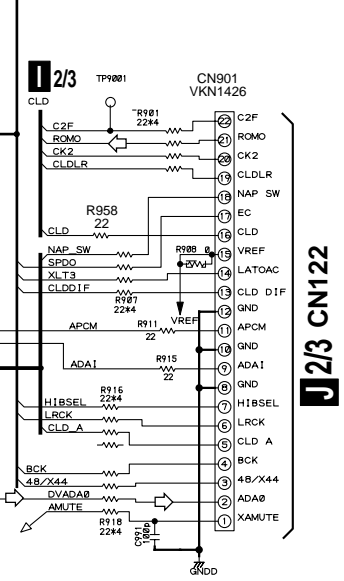 I 2/3
TP9001
CN901
VKN1426
CLD
R901
22*4
C2F
22 C2F
ROMO
21 ROMO
CK2
20 CK2
CLDLR
19 CLDLR
18 NAP SW
R958
22
17 EC
CLD
16 CLD
NAP_SW
R908 0
15 VREF
SPDO
XLT3
14 LATOAC
CLDDIF
13 CLD DIF
R907
22*4
12 GND
VREF
APCM
R911
22
11 APCM
10 GND
ADAI
R915
22
9 ADAI
8 GND
R916
22*4
HIBSEL
7 HIBSEL
LRCK
6 LRCK
CLD_A
5 CLD A
BCK
4 BCK
48/X44
3 48/X44
DVADA0
2 ADA0
AMUTE
1 XAMUTE
R918
22*4
C991
100p
GNDD
J 2/3 CN122